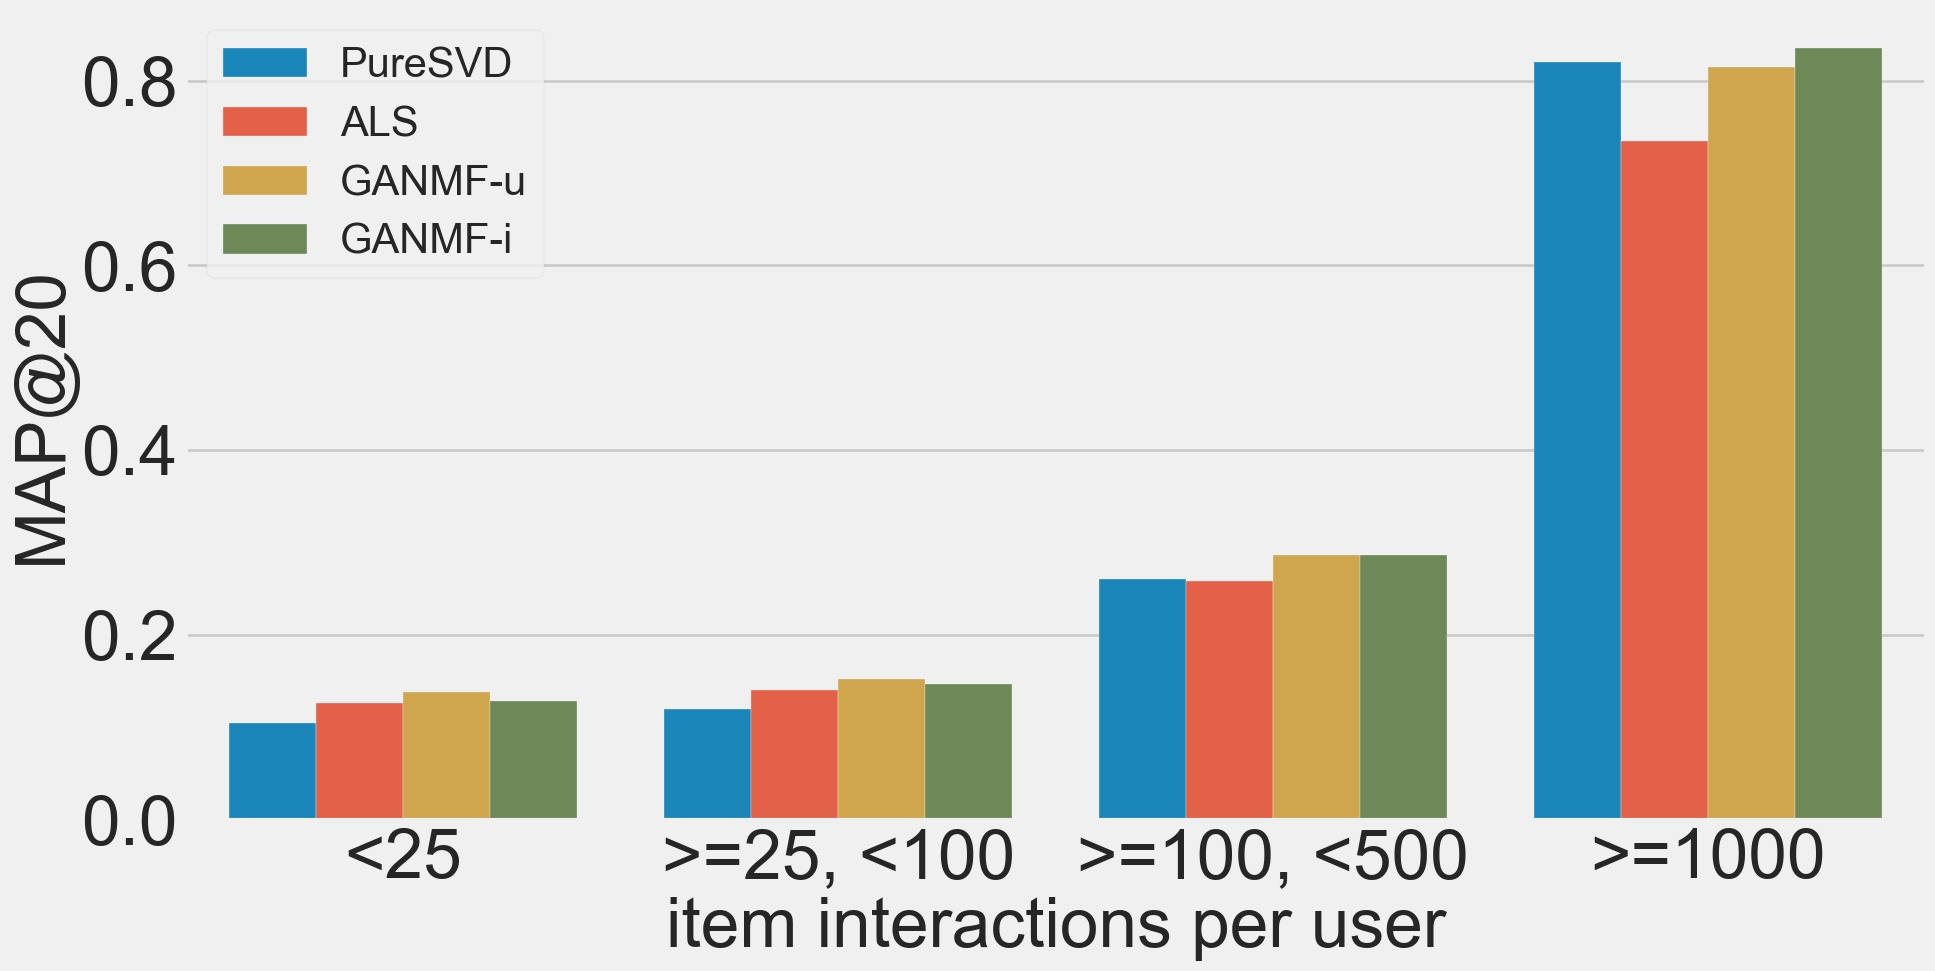 PureSVD
ALS
GANMF-u
GANMF-i
0.8
0.6
0.4
0.2
0.0
MAP@20
<25
>=25, <100
>=100, <500
>=1000
item interactions per user